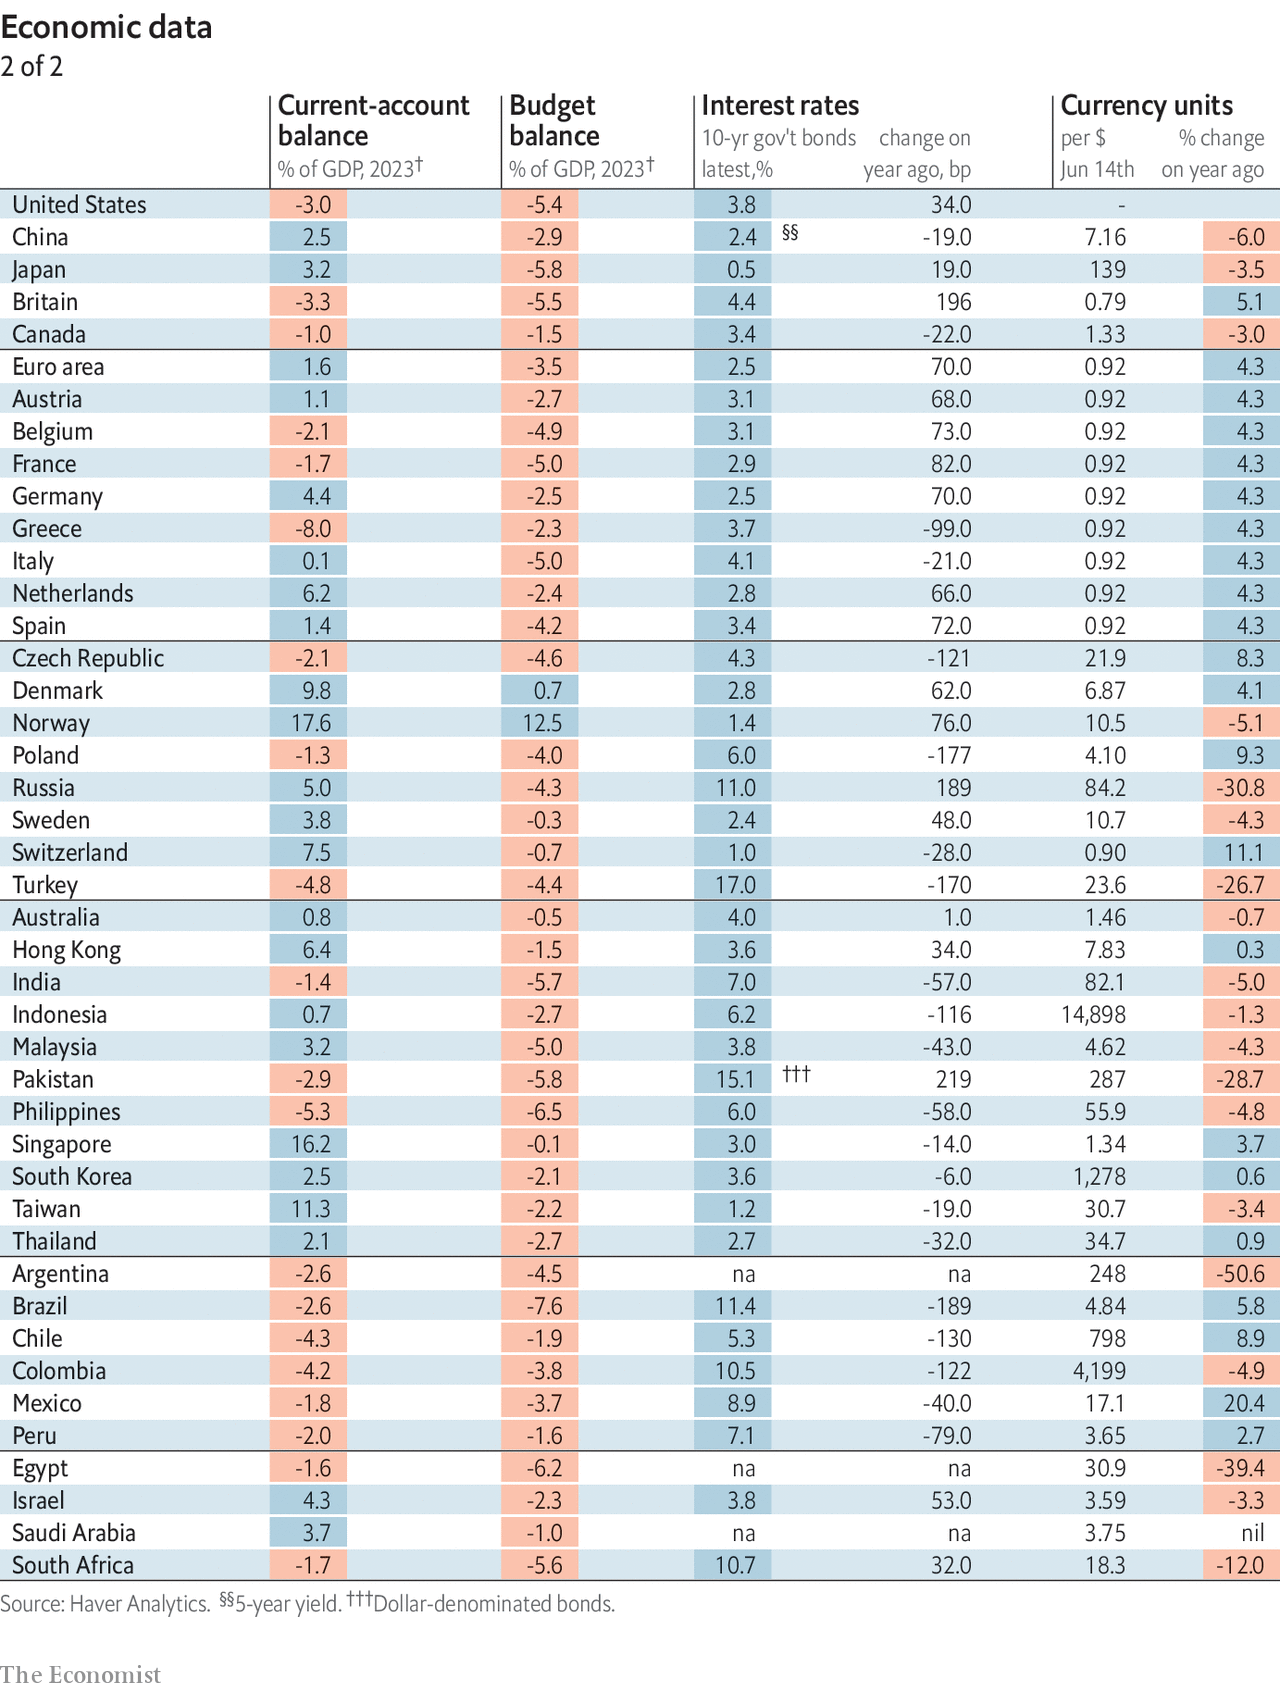 Economic data
2 of 2
Current-account balance % of GDP, 2023† Budget balance % of GDP, 2023† Interest rates 10-yr gov't bonds latest,% change on year ago, bp Currency units per $ Jun 14th % change on year ago
United States -3.0 -5.4 3.8 34.0 -
China 2.5 -2.9 2.4 §§ -19.0 7.16 -6.0
Japan 3.2 -5.8 0.5 19.0 139 -3.5
Britain -3.3 -5.5 4.4 196 0.79 5.1
Canada -1.0 -1.5 3.4 -22.0 1.33 -3.0
Euro area 1.6 -3.5 2.5 70.0 0.92 4.3
Austria 1.1 -2.7 3.1 68.0 0.92 4.3
Belgium -2.1 -4.9 3.1 73.0 0.92 4.3
France -1.7 -5.0 2.9 82.0 0.92 4.3
Germany 4.4 -2.5 2.5 70.0 0.92 4.3
Greece -8.0 -2.3 3.7 -99.0 0.92 4.3
Italy 0.1 -5.0 4.1 -21.0 0.92 4.3
Netherlands 6.2 -2.4 2.8 66.0 0.92 4.3
Spain 1.4 -4.2 3.4 72.0 0.92 4.3
Czech Republic -2.1 -4.6 4.3 -121 21.9 8.3
Denmark 9.8 0.7 2.8 62.0 6.87 4.1
Norway 17.6 12.5 1.4 76.0 10.5 -5.1
Poland -1.3 -4.0 6.0 -177 4.10 9.3
Russia 5.0 -4.3 11.0 189 84.2 -30.8
Sweden 3.8 -0.3 2.4 48.0 10.7 -4.3
Switzerland 7.5 -0.7 1.0 -28.0 0.90 11.1
Turkey -4.8 -4.4 17.0 -170 23.6 -26.7
Australia 0.8 -0.5 4.0 1.0 1.46 -0.7
Hong Kong 6.4 -1.5 3.6 34.0 7.83 0.3
India -1.4 -5.7 7.0 -57.0 82.1 -5.0
Indonesia 0.7 -2.7 6.2 -116 14,898 -1.3
Malaysia 3.2 -5.0 3.8 -43.0 4.62 -4.3
Pakistan -2.9 -5.8 15.1 ††† 219 287 -28.7
Philippines -5.3 -6.5 6.0 -58.0 55.9 -4.8
Singapore 16.2 -0.1 3.0 -14.0 1.34 3.7
South Korea 2.5 -2.1 3.6 -6.0 1,278 0.6
Taiwan 11.3 -2.2 1.2 -19.0 30.7 -3.4
Thailand 2.1 -2.7 2.7 -32.0 34.7 0.9
Argentina -2.6 -4.5 na na 248 -50.6
Brazil -2.6 -7.6 11.4 -189 4.84 5.8
Chile -4.3 -1.9 5.3 -130 798 8.9
Colombia -4.2 -3.8 10.5 -122 4,199 -4.9
Mexico -1.8 -3.7 8.9 -40.0 17.1 20.4
Peru -2.0 -1.6 7.1 -79.0 3.65 2.7
Egypt -1.6 -6.2 na na 30.9 -39.4
Israel 4.3 -2.3 3.8 53.0 3.59 -3.3
Saudi Arabia 3.7 -1.0 na na 3.75 nil
South Africa -1.7 -5.6 10.7 32.0 18.3 -12.0
Source: Haver Analytics. §§5-year yield. †††Dollar-denominated bonds.
The Economist